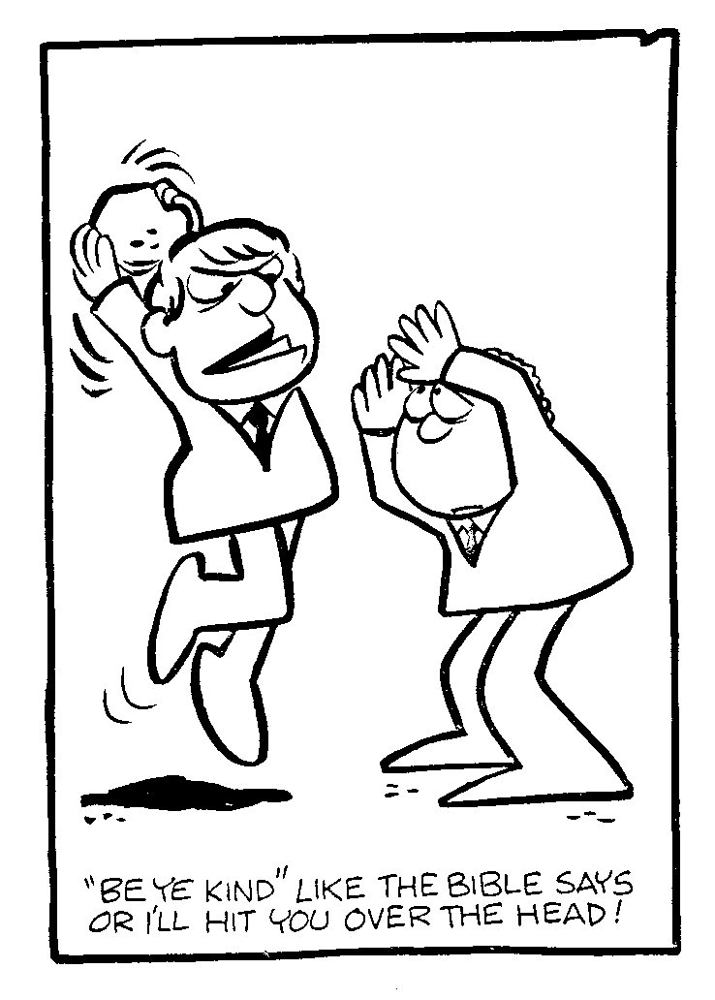 "BE YE KIND" LIKE THE BIBLE SAYS
OR I'LL HIT YOU OVER THE HEAD!